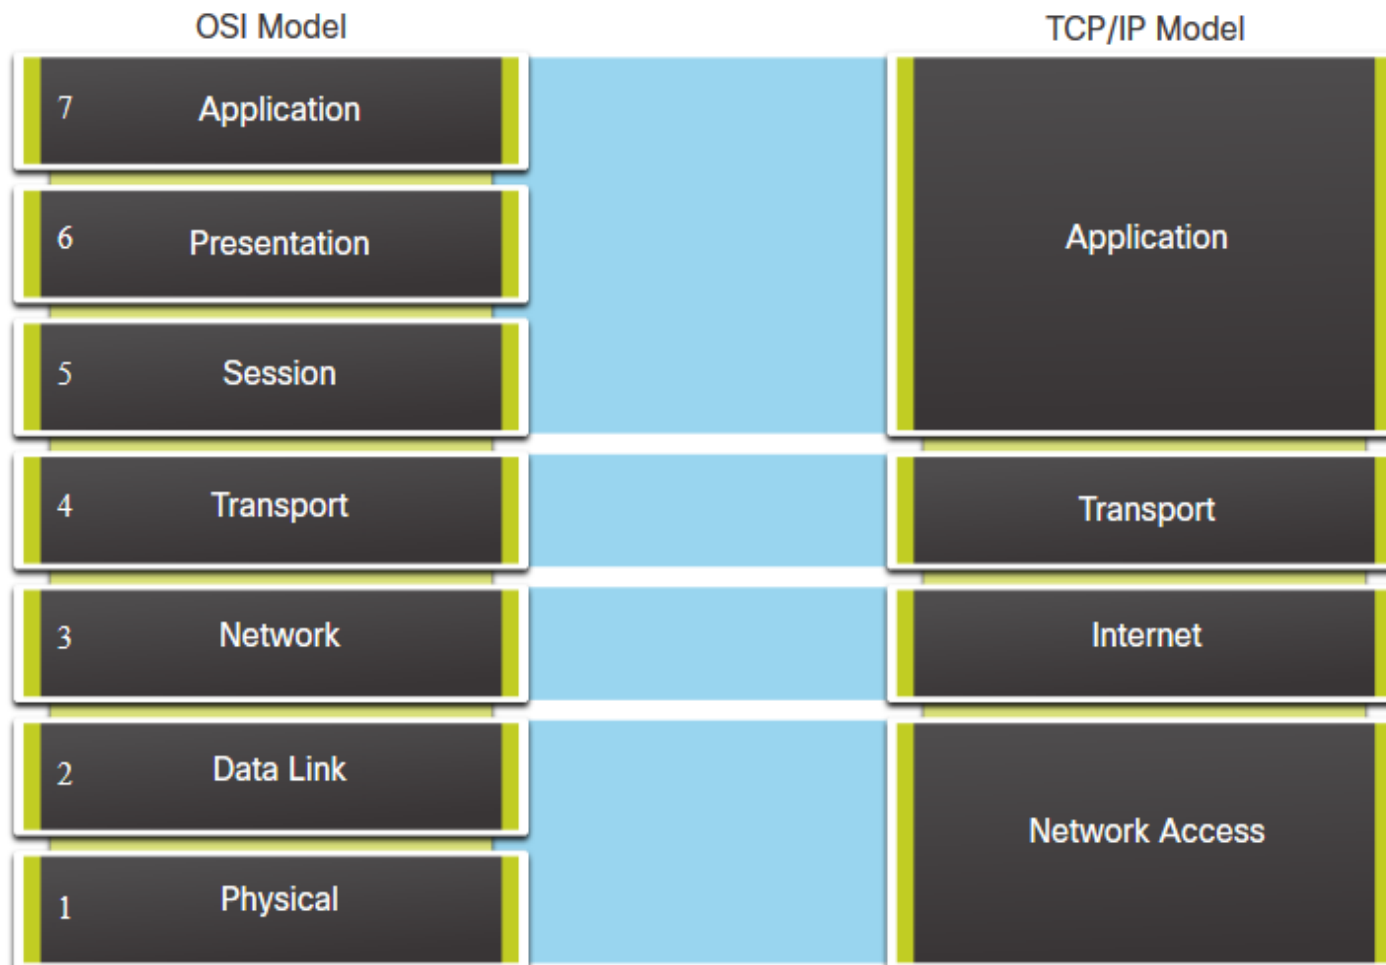 OSI Model
7 Application
6 Presentation
5 Session
4 Transport
3 Network
2 Data Link
1 Physical
TCP/IP Model
Application
Transport
Internet
Network Access